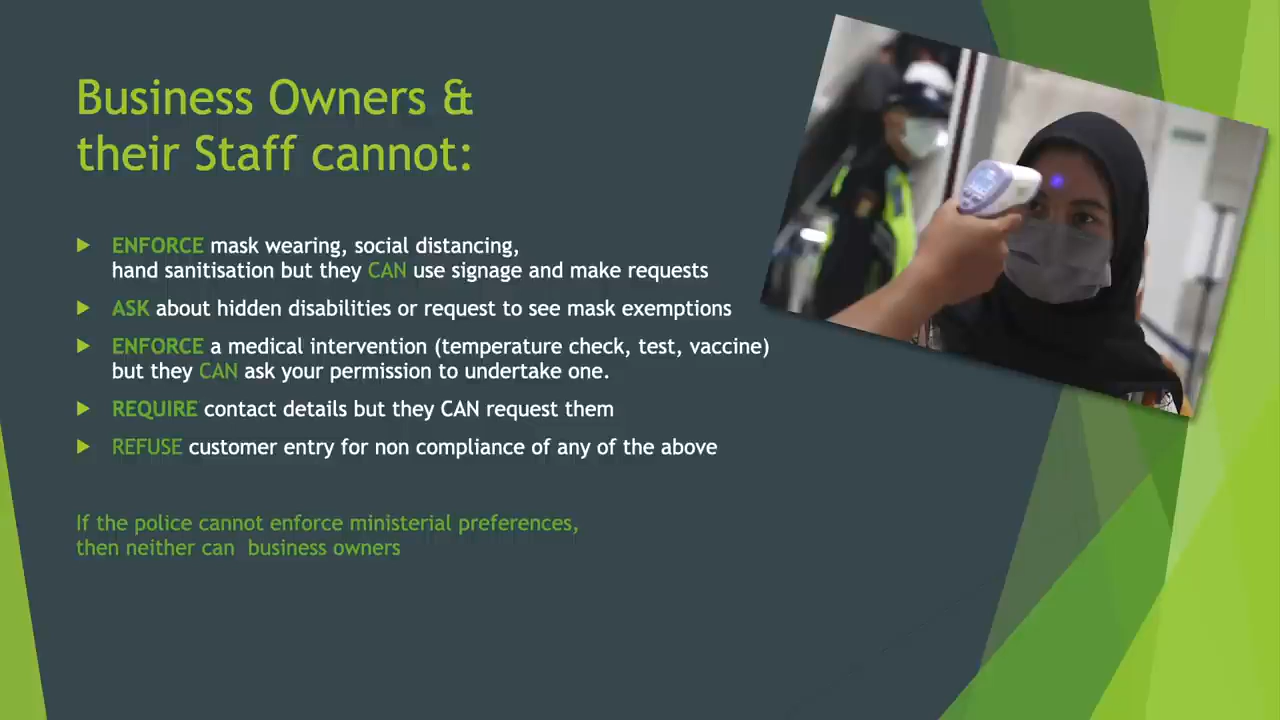 Business Owners &
their Staff cannot:
ENFORCE mask wearing, social distancing,
hand sanitisation but they CAN use signage and make requests
ASK about hidden disabilities or request to see mask exemptions
ENFORCE a medical intervention (temperature check, test, vaccine)
but they CAN ask your permission to undertake one.
REQUIRE contact details but they CAN request them
REFUSE customer entry for non compliance of any of the above
If the police cannot enforce ministerial preferences,
then neither can business owners